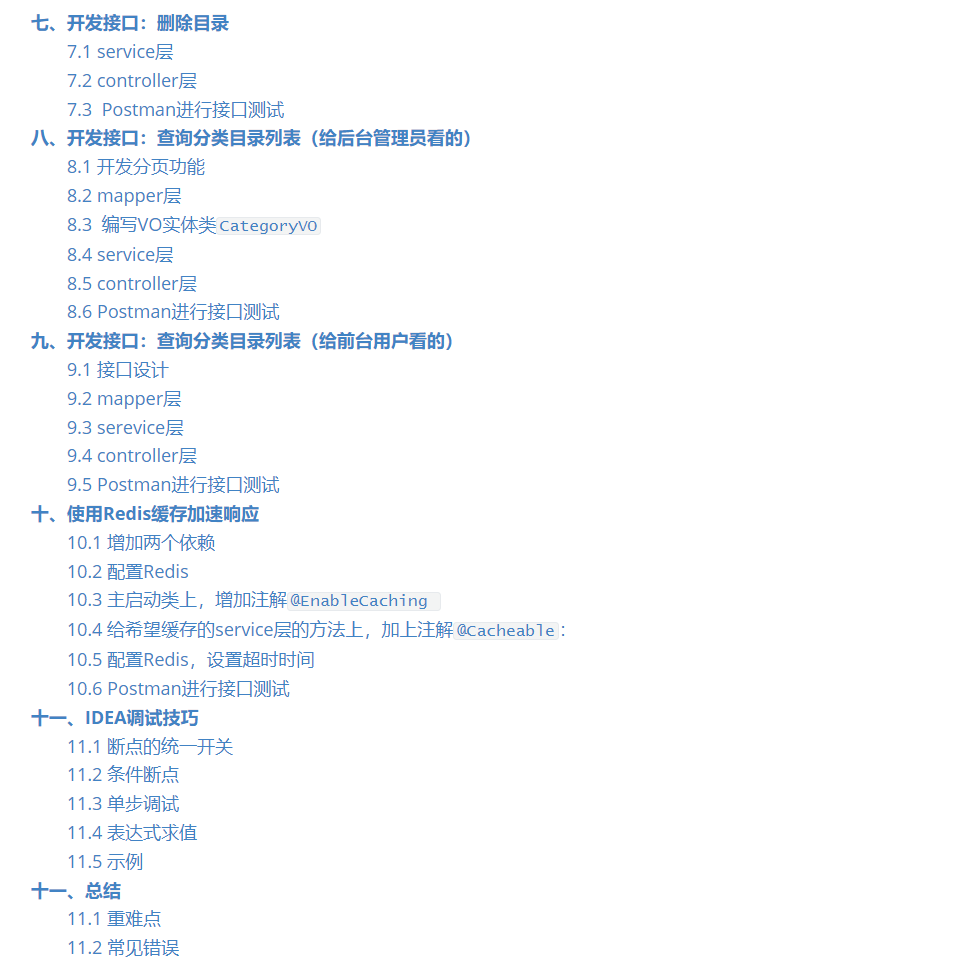 七、开发接口：删除目录
7.1 service层
7.2 controller层
7.3  Postman进行接口测试
八、开发接口：查询分类目录列表（给后台管理员看的）
8.1 开发分页功能
8.2 mapper层
8.3  编写VO实体类CategoryVO
8.4 service层
8.5 controller层
8.6 Postman进行接口测试
九、开发接口：查询分类目录列表（给前台用户看的）
9.1 接口设计
9.2 mapper层
9.3 serevice层
9.4 controller层
9.5 Postman进行接口测试
十、使用Redis缓存加速响应
10.1 增加两个依赖
10.2 配置Redis
10.3 主启动类上，增加注解@EnableCaching
10.4 给希望缓存的service层的方法上，加上注解@Cacheable：
10.5 配置Redis，设置超时时间
10.6 Postman进行接口测试
十一、IDEA调试技巧
11.1 断点的统一开关
11.2 条件断点
11.3 单步调试
11.4 表达式求值
11.5 示例
十一、总结
11.1 重难点
11.2 常见错误